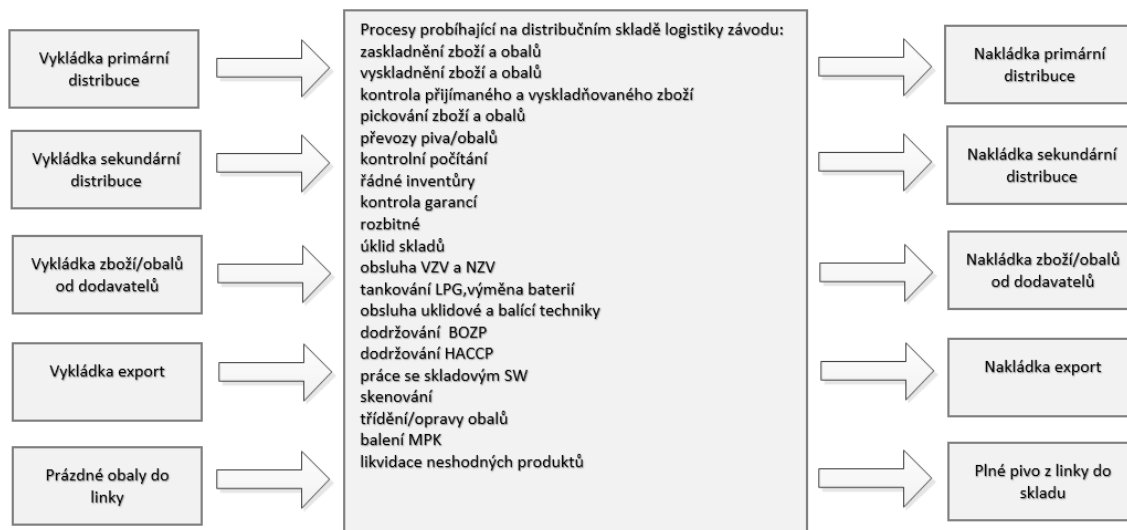 Vykládka primární
distribuce
Vykládka sekundární
distribuce
Vykládka zboží/obalů
od dodavatelů
Vykládka export
Prázdné obaly do
linky
Procesy probíhající na distribučním skladě logistiky závodu:
zaskladnění zboží a obalů
vyskladnění zboží a obalů
kontrola přijímaného a vyskladňovaného zboží
pickování zboží a obalů
převozy piva/obalů
kontrolní počítání
řádné inventůry
kontrola garancí
rozbitné
úklid skladů
obsluha VZV a NZV
tankování LPG,výměna baterií
obsluha uklidové a balící techniky
dodržování  BOZP
dodržování HACCP
práce se skladovým SW
skenování
třídění/opravy obalů
balení MPK
likvidace neshodných produktů
Nakládka primární
distribuce
Nakládka sekundární
distribuce
Nakládka zboží/obalů
od dodavatelů
Nakládka export
Plné pivo z linky do
skladu